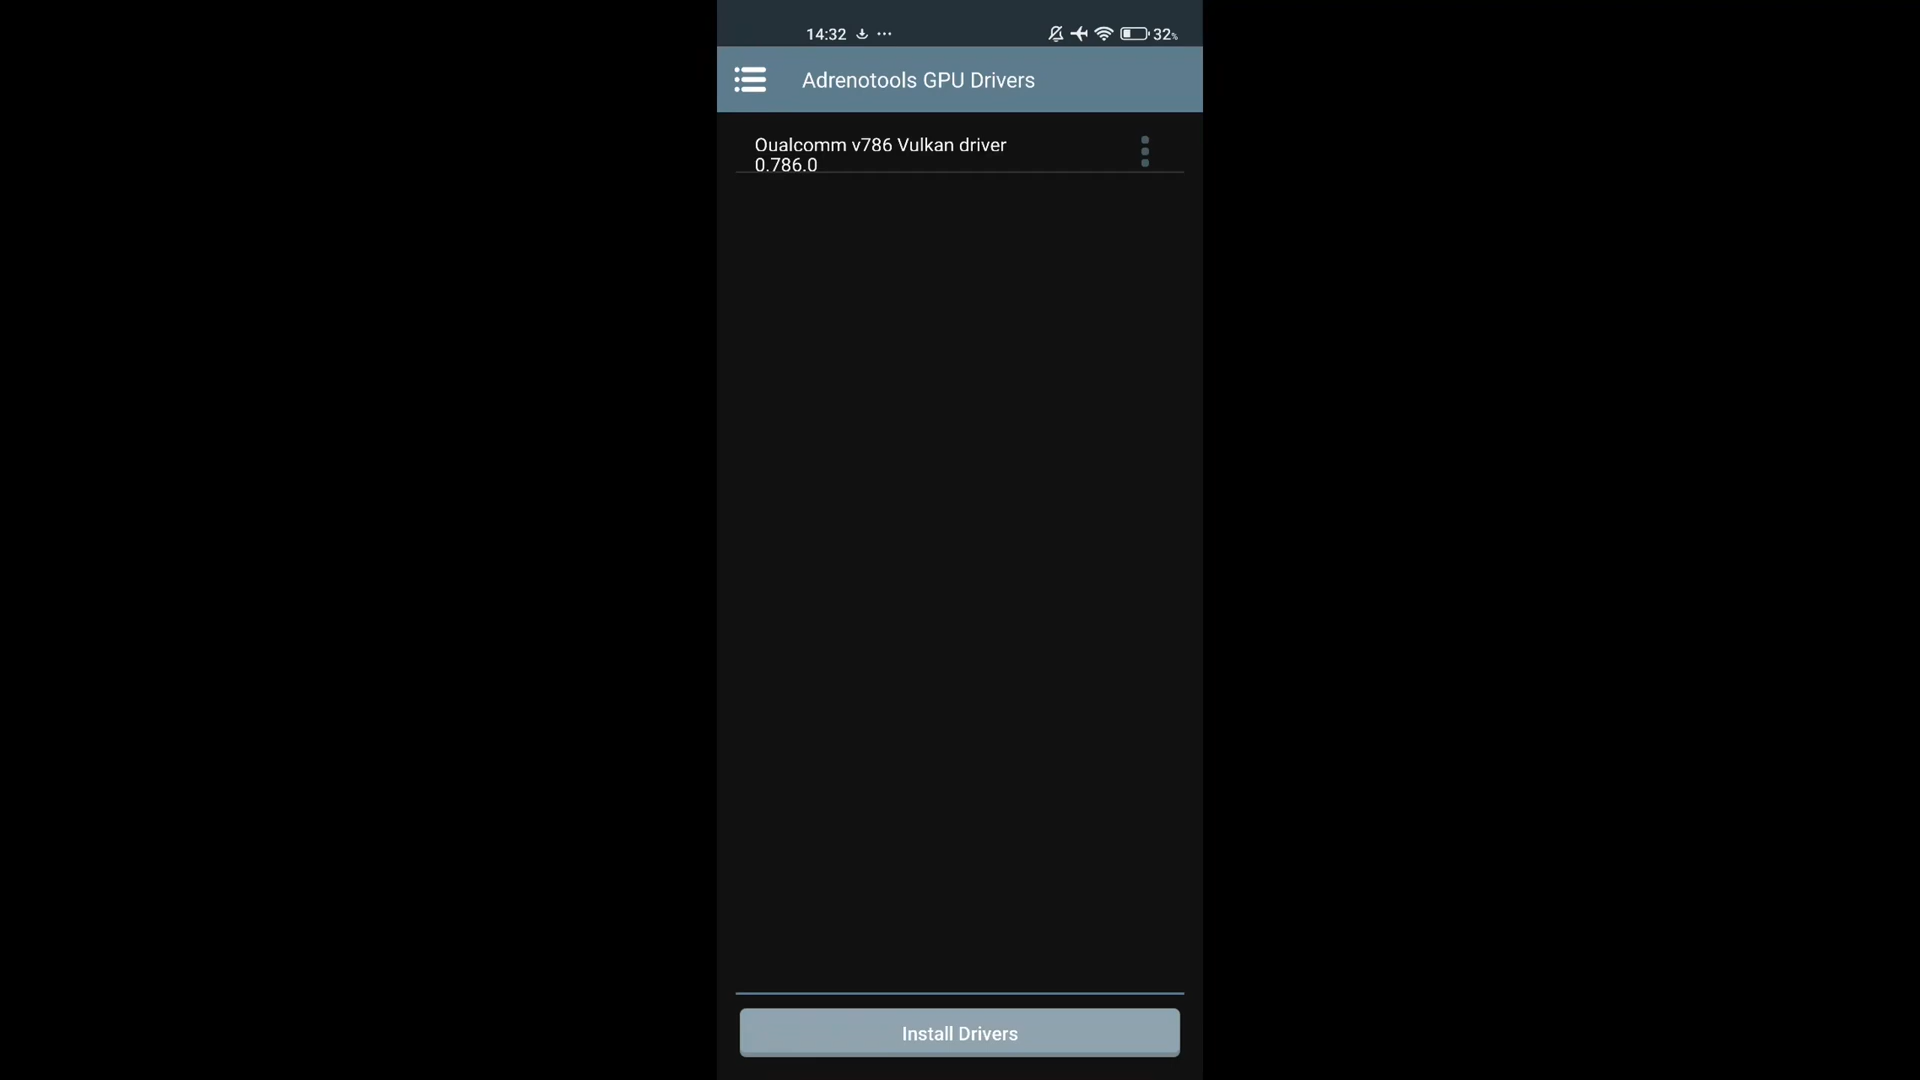 14:32
32%
Adrenotools GPU Drivers
Qualcomm v786 Vulkan driver
0.786.0
Install Drivers